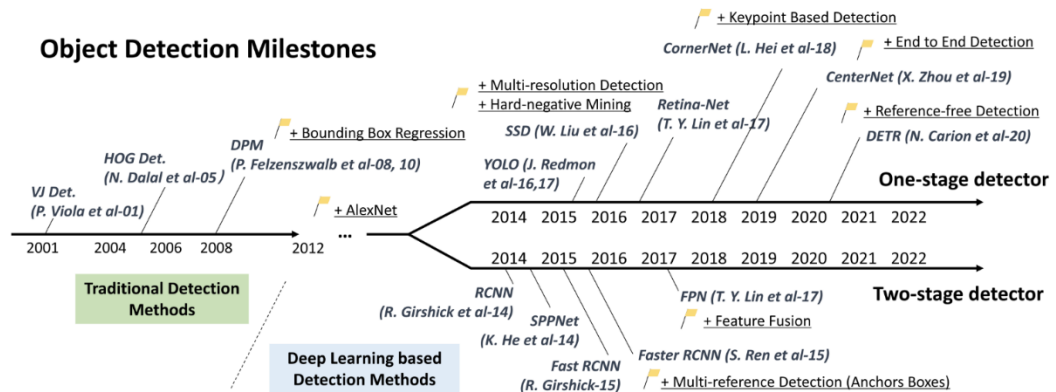 Object Detection Milestones
+ Keypoint Based Detection
CornerNet (L. Hei et al-18)
+ End to End Detection
CenterNet (X. Zhou et al-19)
+ Multi-resolution Detection
+ Hard-negative Mining
SSD (W. Liu et al-16)
Retina-Net
(T. Y. Lin et al-17)
+ Reference-free Detection
DETR (N. Carion et al-20)
+ Bounding Box Regression
DPM
(P. Felzenszwalb et al-08, 10)
HOG Det.
(N. Dalal et al-05)
VJ Det.
(P. Viola et al-01)
YOLO (J. Redmon
et al-16,17)
One-stage detector
+ AlexNet
2014 2015 2016 2017 2018 2019 2020 2021 2022
2001 2004 2006 2008 2012 ...
2014 2015 2016 2017 2018 2019 2020 2021 2022
Two-stage detector
Traditional Detection
Methods
RCNN
(R. Girshick et al-14)
SPPNet
(K. He et al-14)
FPN (T. Y. Lin et al-17)
+ Feature Fusion
Deep Learning based
Detection Methods
Fast RCNN
(R. Girshick-15)
Faster RCNN (S. Ren et al-15)
+ Multi-reference Detection (Anchors Boxes)